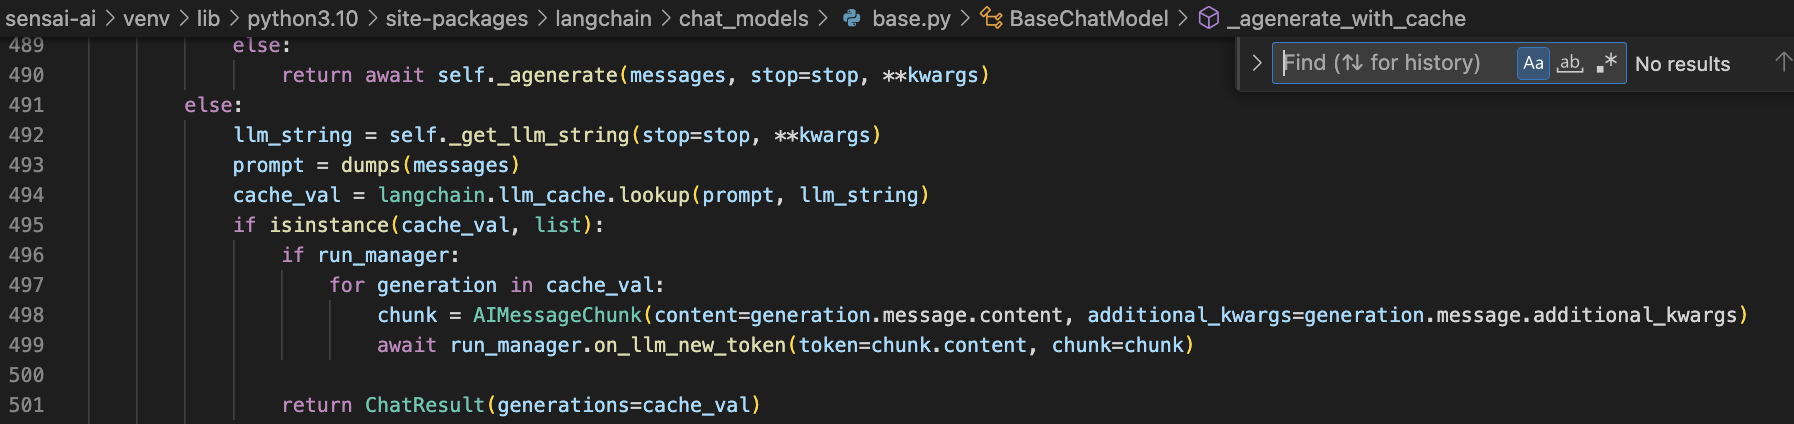 sensai-ai > venv > lib > python3.10 > site-packages > langchain > chat_models > base.py > BaseChatModel > _agenerate_with_cache
Find (⇅ for history) Aa ab .* No results
489 else:
490 return await self._agenerate(messages, stop=stop, **kwargs)
491 else:
492 llm_string = self._get_llm_string(stop=stop, **kwargs)
493 prompt = dumps(messages)
494 cache_val = langchain.llm_cache.lookup(prompt, llm_string)
495 if isinstance(cache_val, list):
496 if run_manager:
497 for generation in cache_val:
498 chunk = AIMessageChunk(content=generation.message.content, additional_kwargs=generation.message.additional_kwargs)
499 await run_manager.on_llm_new_token(token=chunk.content, chunk=chunk)
500
501 return ChatResult(generations=cache_val)